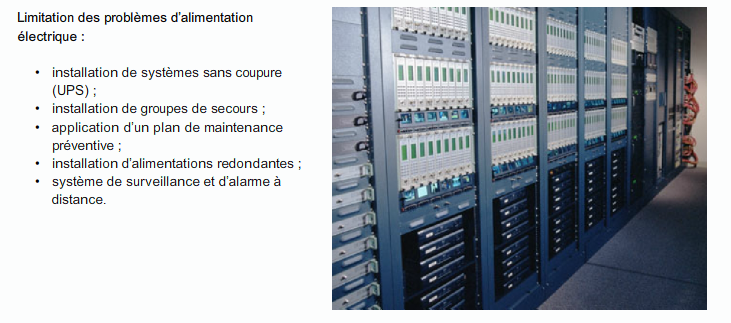 Limitation des problèmes d'alimentation
électrique :
• installation de systèmes sans coupure
(UPS) ;
• installation de groupes de secours ;
• application d'un plan de maintenance
préventive ;
• installation d'alimentations redondantes ;
• système de surveillance et d'alarme à
distance.